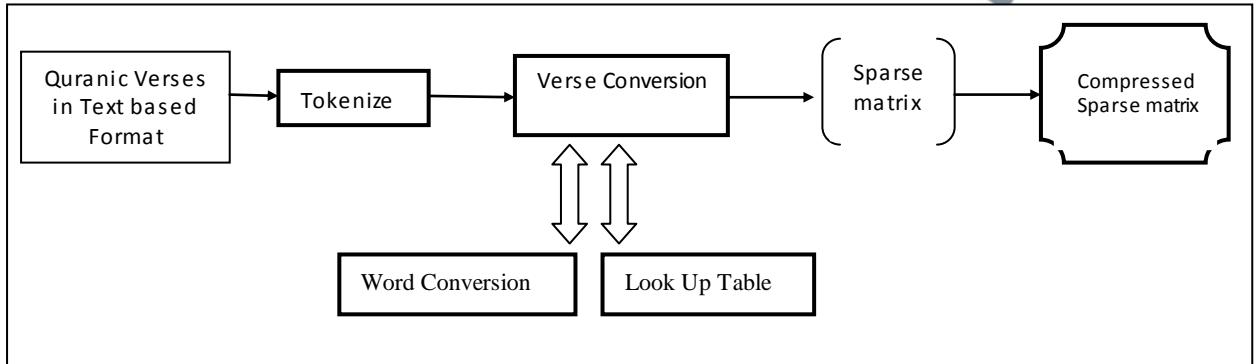 Quranic Verses
in Text based
Format
Tokenize
Verse Conversion
Sparse
matrix
Compressed
Sparse matrix
Word Conversion
Look Up Table